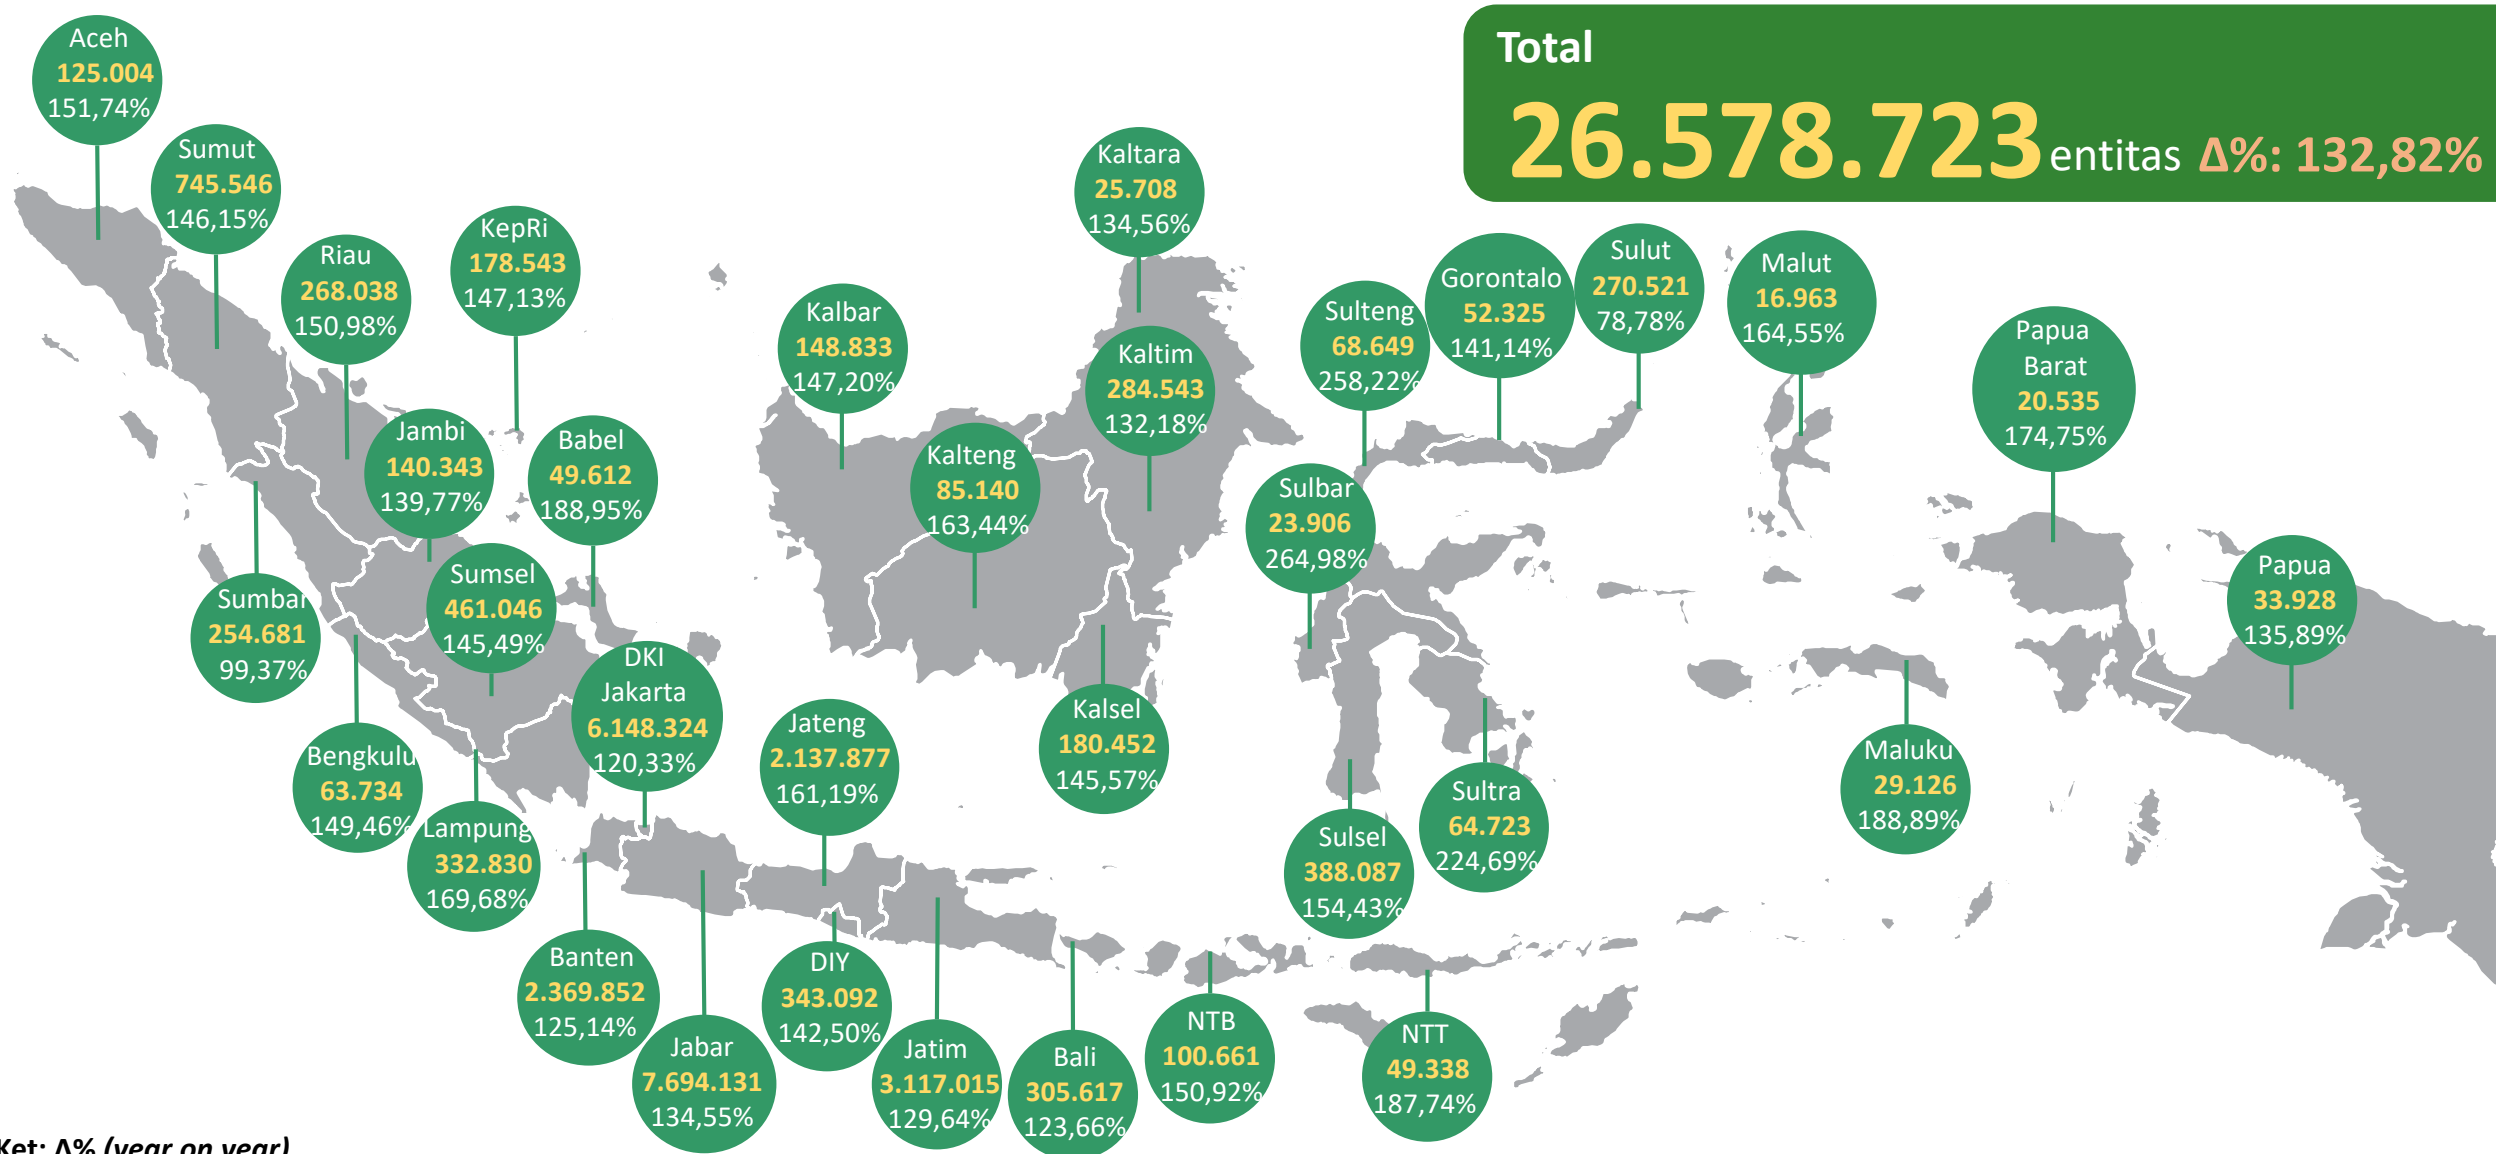 Total
26.578.723 entitas Δ%: 132,82%
Aceh
125.004
151,74%
Sumut
745.546
146,15%
Riau
268.038
150,98%
KepRi
178.543
147,13%
Jambi
140.343
139,77%
Babel
49.612
188,95%
Sumsel
461.046
145,49%
Sumbar
254.681
99,37%
Bengkulu
63.734
149,46%
Lampung
332.830
169,68%
DKI
Jakarta
6.148.324
120,33%
Banten
2.369.852
125,14%
Jabar
7.694.131
134,55%
Jateng
2.137.877
161,19%
DIY
343.092
142,50%
Jatim
3.117.015
129,64%
Bali
305.617
123,66%
NTB
100.661
150,92%
NTT
49.338
187,74%
Kalbar
148.833
147,20%
Kalteng
85.140
163,44%
Kaltara
25.708
134,56%
Kaltim
284.543
132,18%
Kalsel
180.452
145,57%
Sulteng
68.649
258,22%
Gorontalo
52.325
141,14%
Sulut
270.521
78,78%
Sulbar
23.906
264,98%
Sulsel
388.087
154,43%
Sultra
64.723
224,69%
Malut
16.963
164,55%
Maluku
29.126
188,89%
Papua
Barat
20.535
174,75%
Papua
33.928
135,89%
Ket: Δ% (year on year)